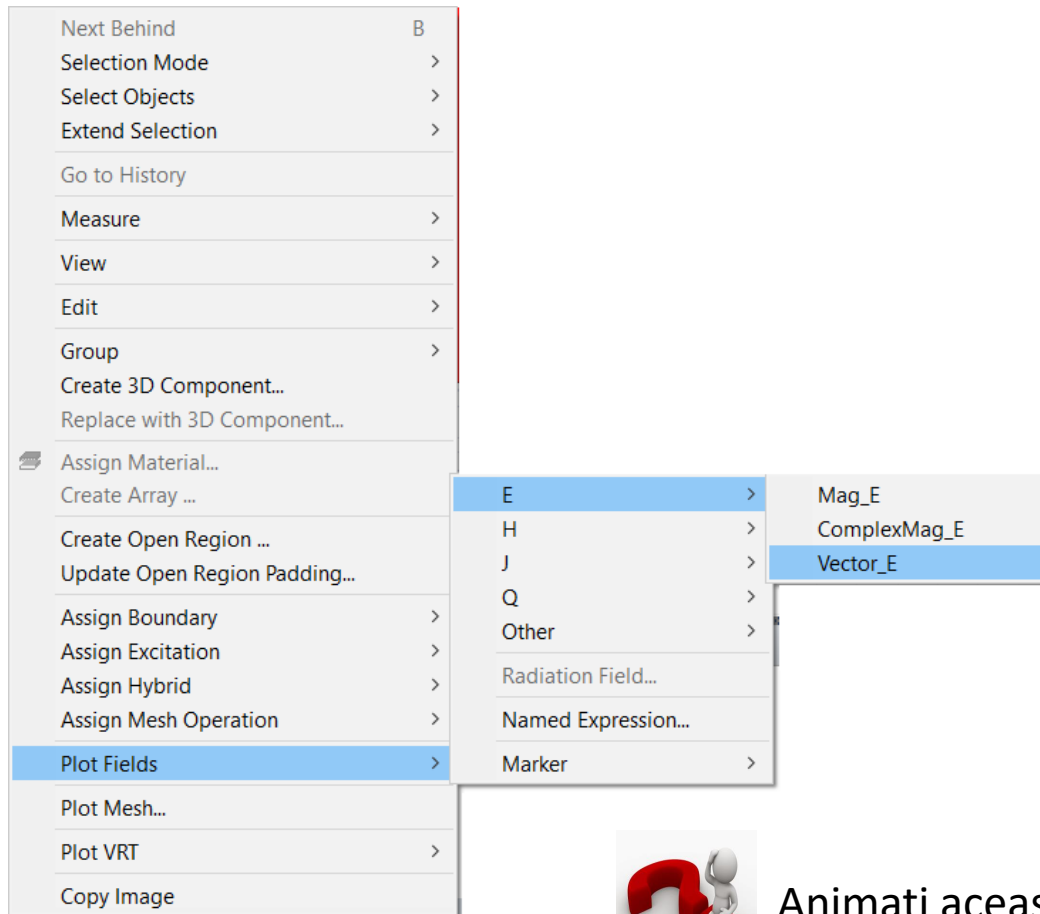 Next Behind B
Selection Mode
Select Objects
Extend Selection
Go to History
Measure
View
Edit
Group
Create 3D Component...
Replace with 3D Component...
Assign Material...
Create Array ...
Create Open Region ...
Update Open Region Padding...
Assign Boundary
Assign Excitation
Assign Hybrid
Assign Mesh Operation
Plot Fields
Plot Mesh...
Plot VRT
Copy Image
E
H
J
Q
Other
Radiation Field...
Named Expression...
Marker
Mag_E
ComplexMag_E
Vector_E
Animati